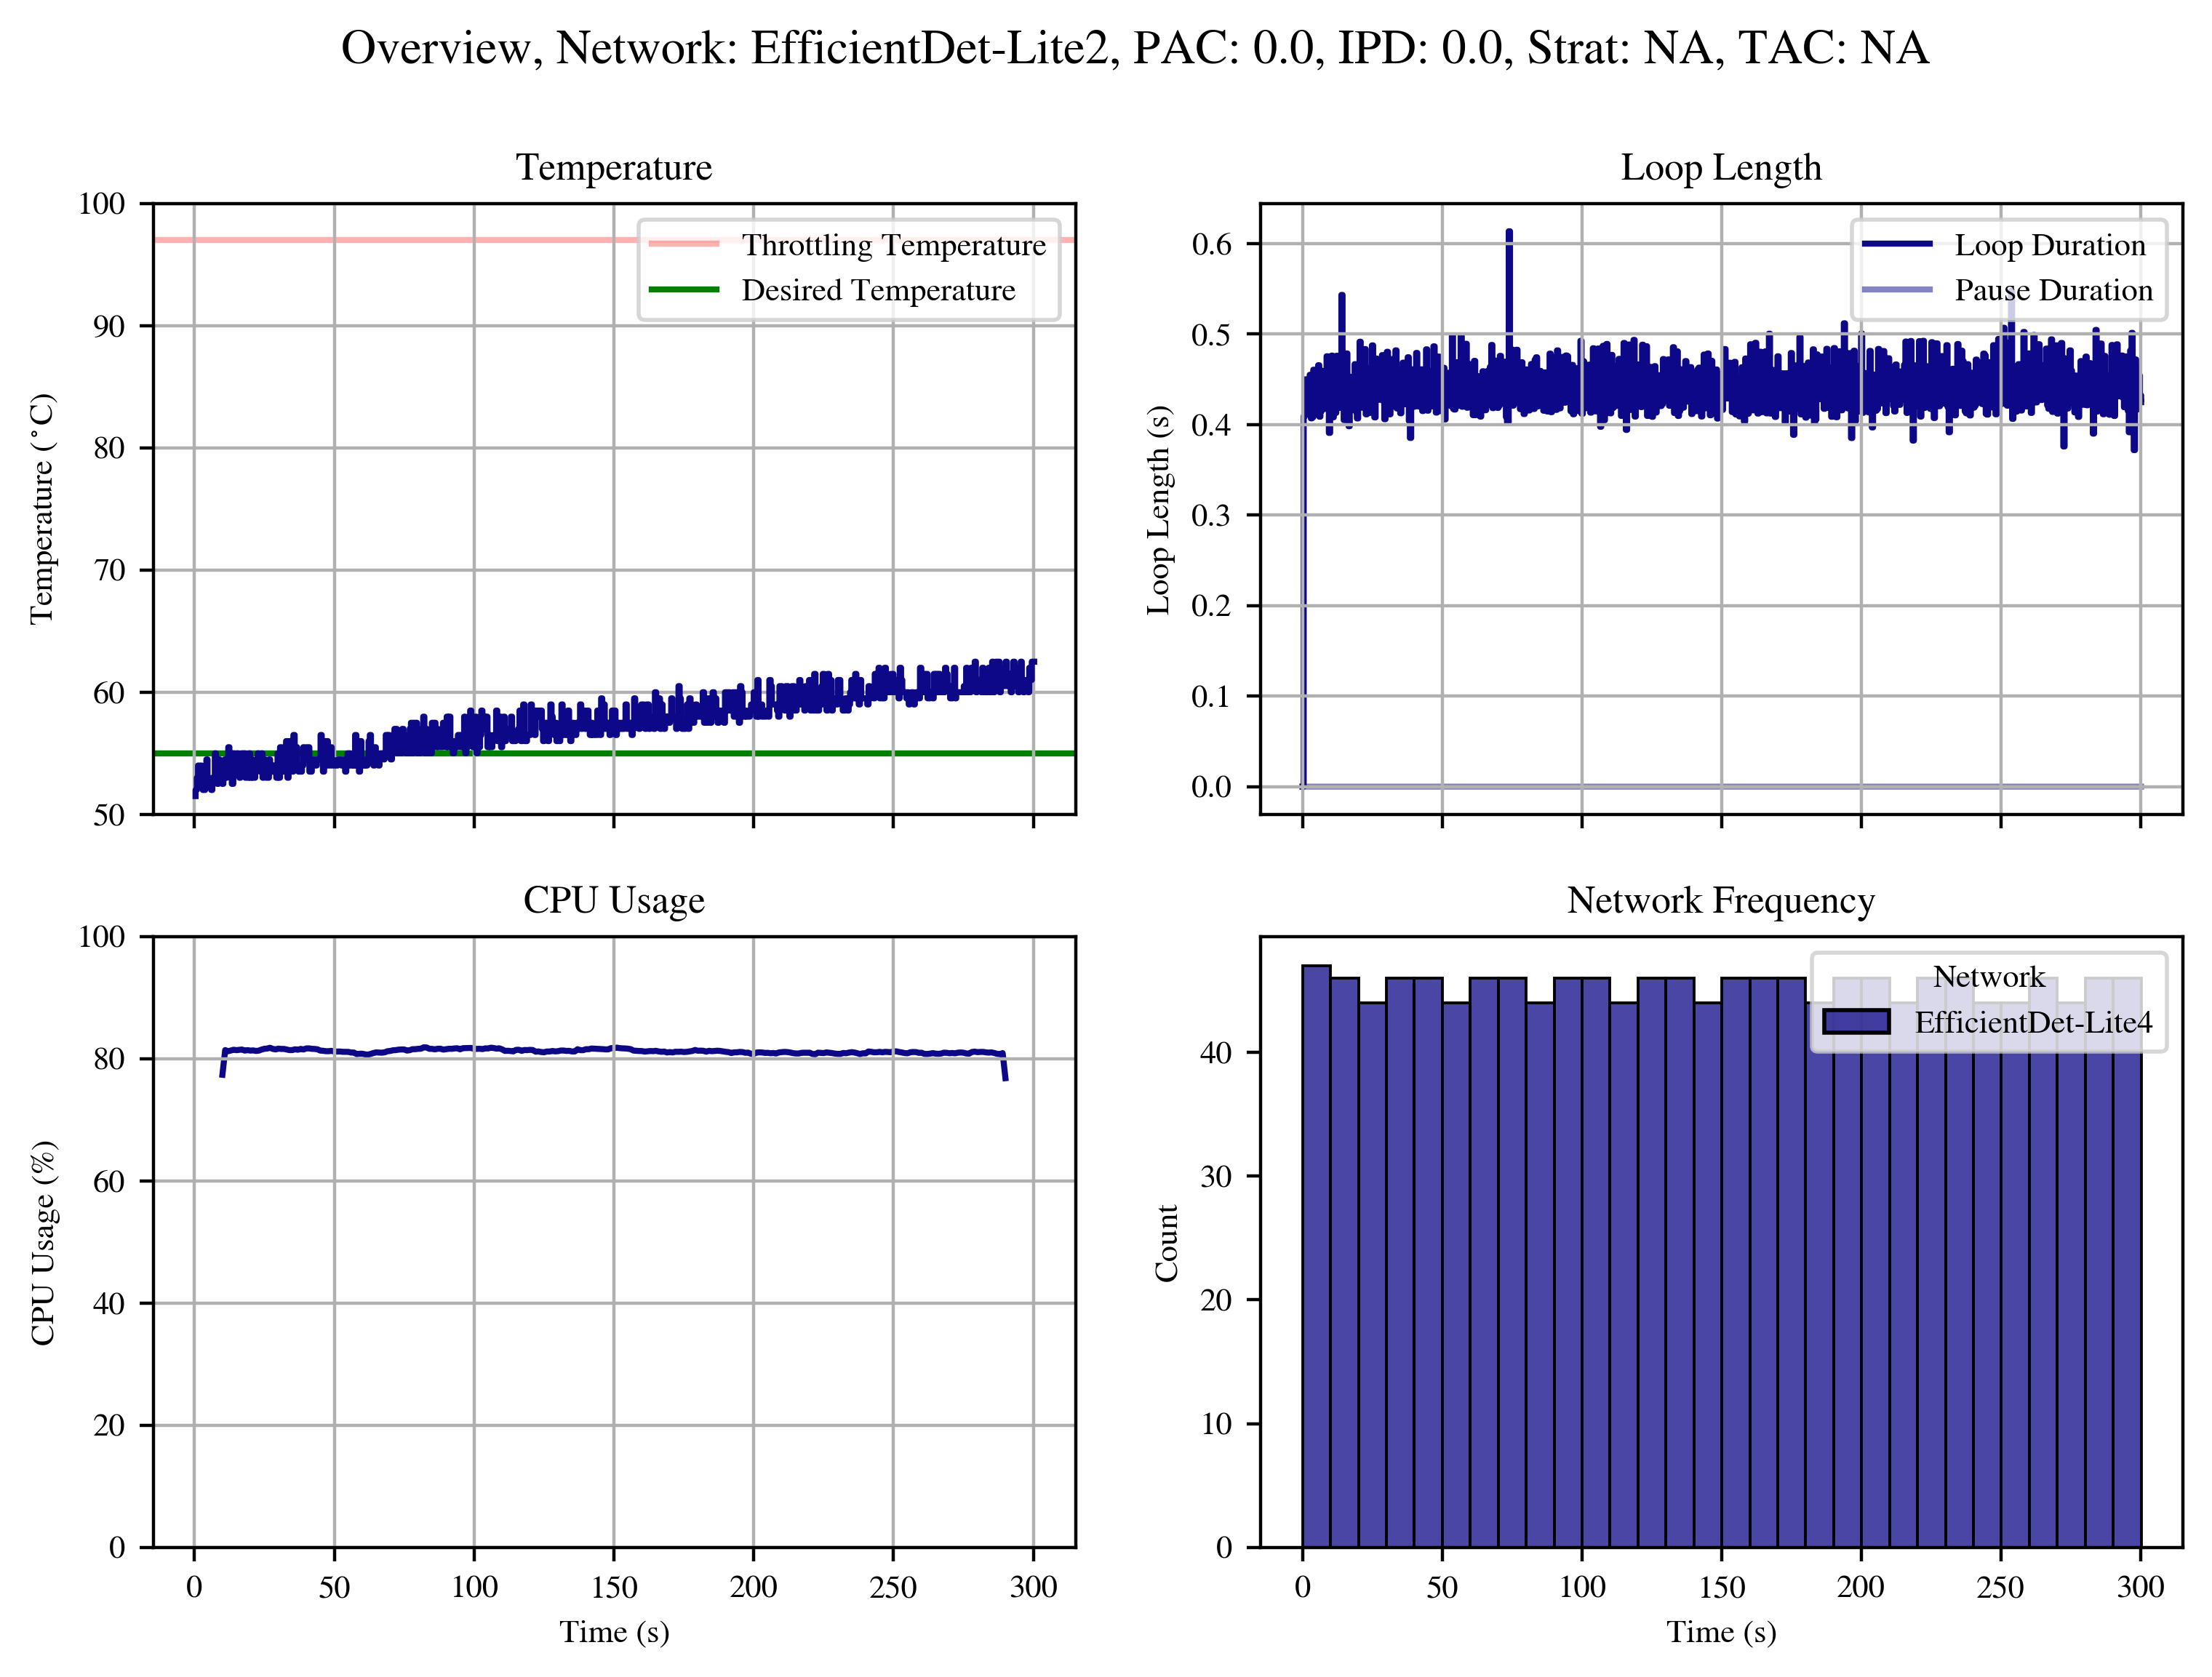 Overview, Network: EfficientDet-Lite2, PAC: 0.0, IPD: 0.0, Strat: NA, TAC: NA
Temperature
100
90
80
70
60
50
Temperature (°C)
Throttling Temperature
Desired Temperature
Loop Length
0.6
0.5
0.4
0.3
0.2
0.1
0.0
Loop Length (s)
Loop Duration
Pause Duration
CPU Usage
100
80
60
40
20
0
CPU Usage (%)
0 50 100 150 200 250 300
Time (s)
Network Frequency
40
30
20
10
0
Count
Network
EfficientDet-Lite4
0 50 100 150 200 250 300
Time (s)